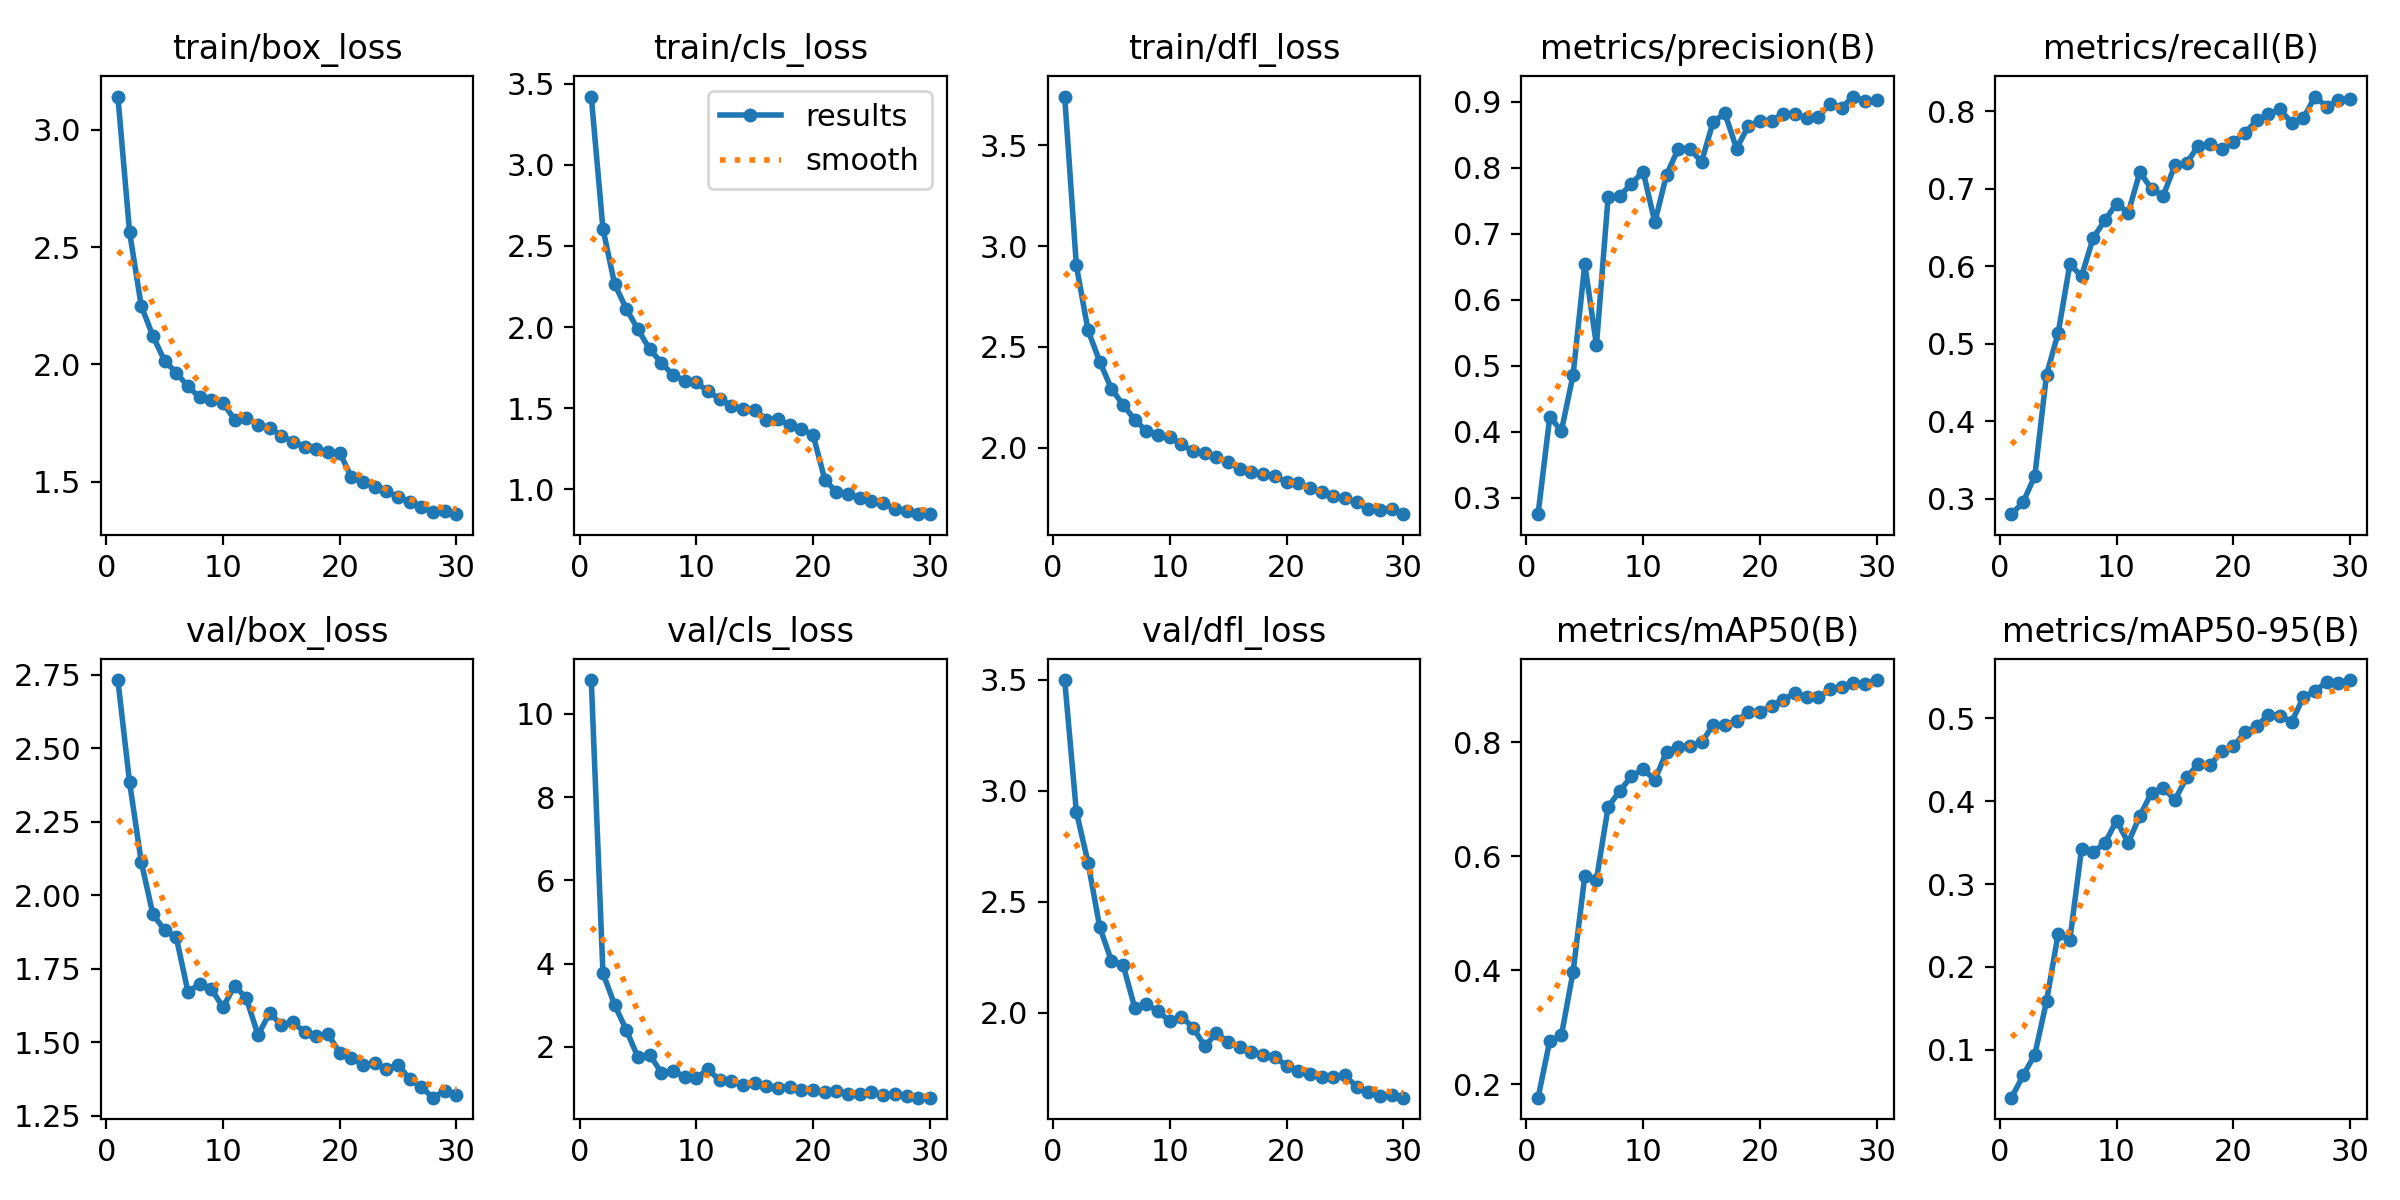 train/box_loss
train/cls_loss
train/dfl_loss
metrics/precision(B)
metrics/recall(B)
3.0
2.5
2.0
1.5
0 10 20 30
3.5
3.0
2.5
2.0
1.5
1.0
0 10 20 30
results
smooth
3.5
3.0
2.5
2.0
0 10 20 30
0.9
0.8
0.7
0.6
0.5
0.4
0.3
0 10 20 30
0.8
0.7
0.6
0.5
0.4
0.3
0 10 20 30
val/box_loss
val/cls_loss
val/dfl_loss
metrics/mAP50(B)
metrics/mAP50-95(B)
2.75
2.50
2.25
2.00
1.75
1.50
1.25
0 10 20 30
10
8
6
4
2
0 10 20 30
3.5
3.0
2.5
2.0
0 10 20 30
0.8
0.6
0.4
0.2
0 10 20 30
0.5
0.4
0.3
0.2
0.1
0 10 20 30